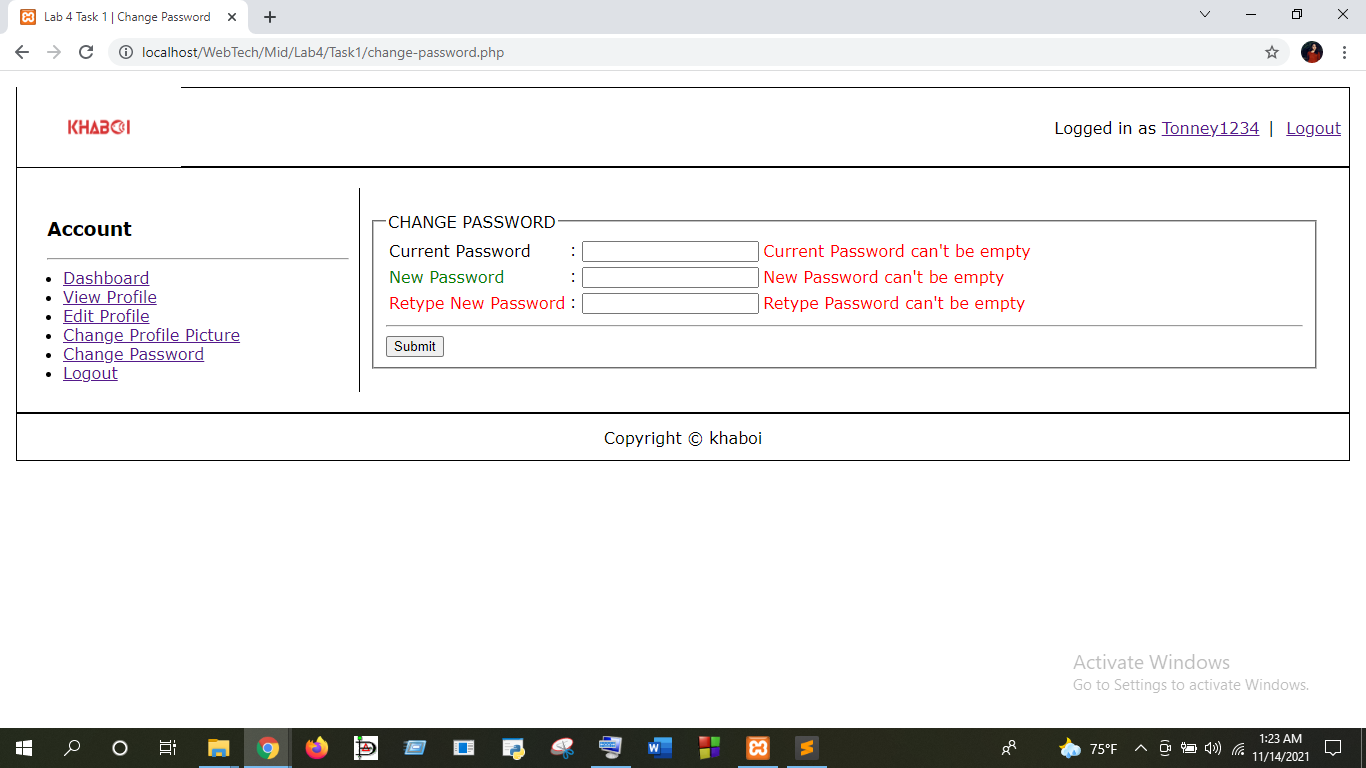 Lab 4 Task 1 | Change Password
localhost/WebTech/Mid/Lab4/Task1/change-password.php
KHABOI
Logged in as Tonney1234 | Logout
Account
Dashboard
View Profile
Edit Profile
Change Profile Picture
Change Password
Logout
CHANGE PASSWORD
Current Password : Current Password can't be empty
New Password : New Password can't be empty
Retype New Password : Retype Password can't be empty
Submit
Copyright © khaboi
Activate Windows
Go to Settings to activate Windows.
75°F
1:23 AM
11/14/2021